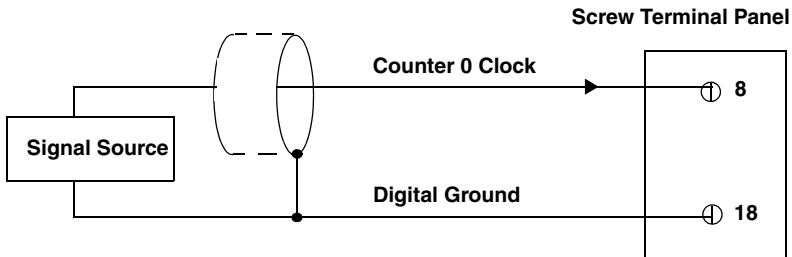 Screw Terminal Panel
Counter 0 Clock
8
Signal Source
Digital Ground
18